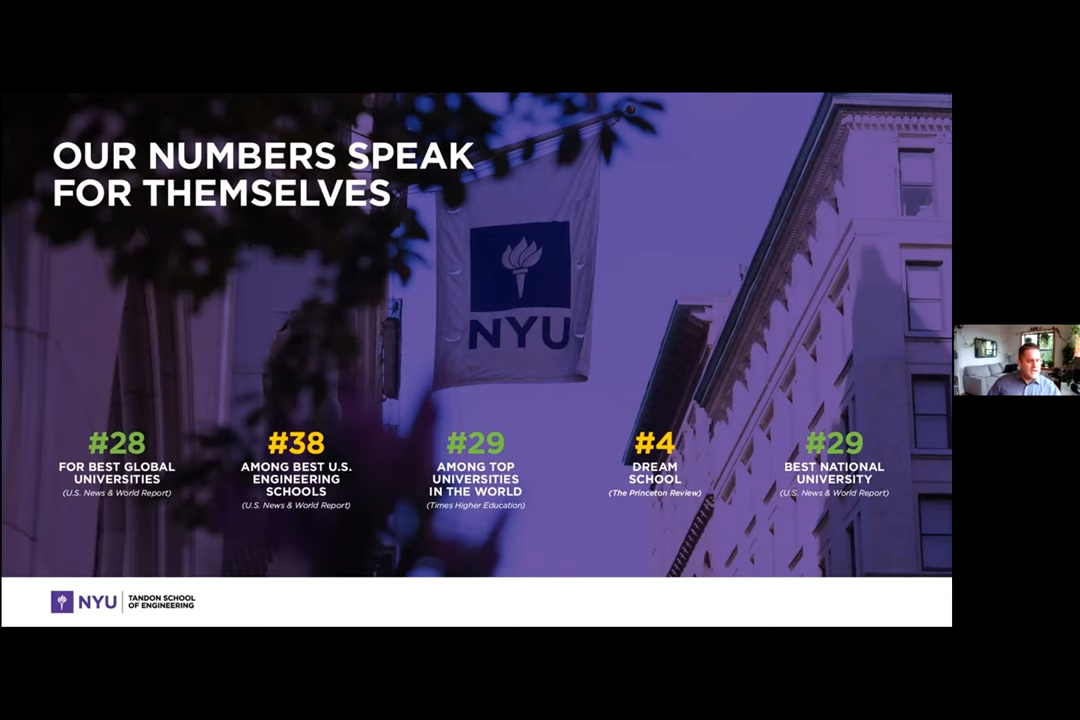 OUR NUMBERS SPEAK
FOR THEMSELVES
NYU
#28
FOR BEST GLOBAL
UNIVERSITIES
(U.S. News & World Report)
#38
AMONG BEST U.S.
ENGINEERING
SCHOOLS
(U.S. News & World Report)
#29
AMONG TOP
UNIVERSITIES
IN THE WORLD
(Times Higher Education)
#4
DREAM
SCHOOL
(The Princeton Review)
#29
BEST NATIONAL
UNIVERSITY
(U.S. News & World Report)
NYU
TANDON SCHOOL
OF ENGINEERING